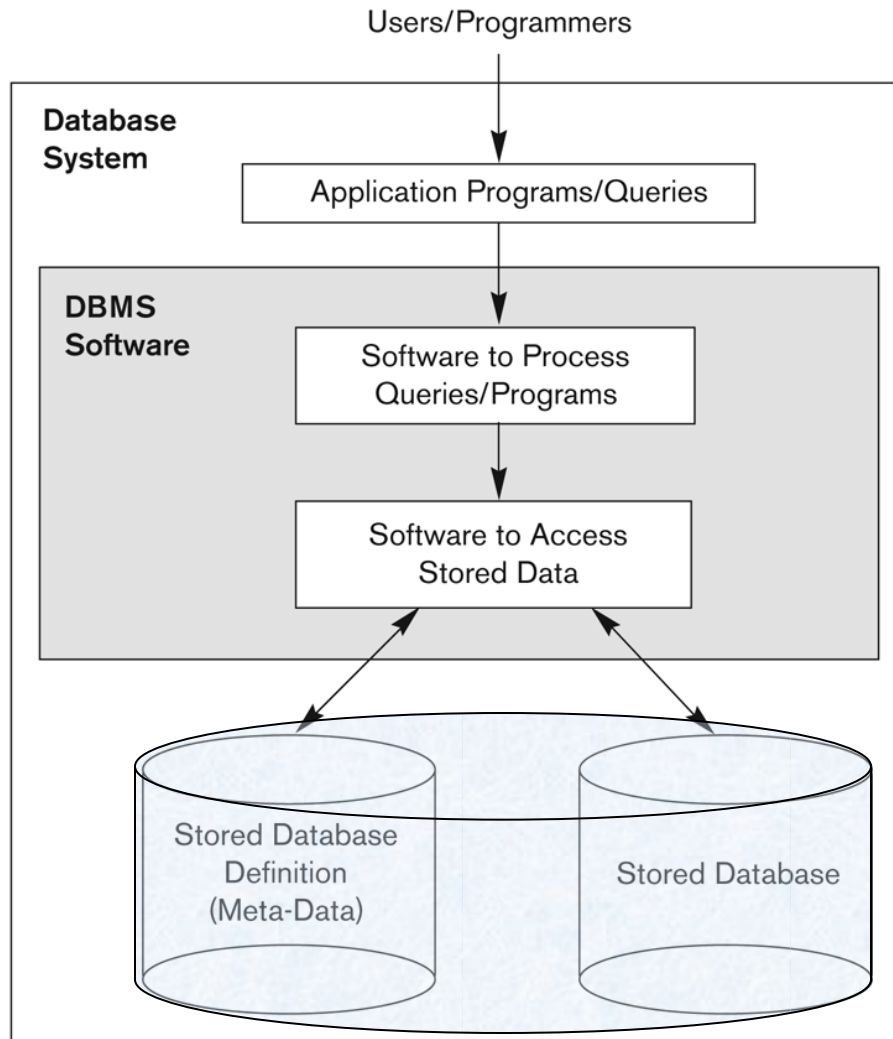 Users/Programmers
Database
System
Application Programs/Queries
DBMS
Software
Software to Process
Queries/Programs
Software to Access
Stored Data
Stored Database
Definition
(Meta-Data)
Stored Database